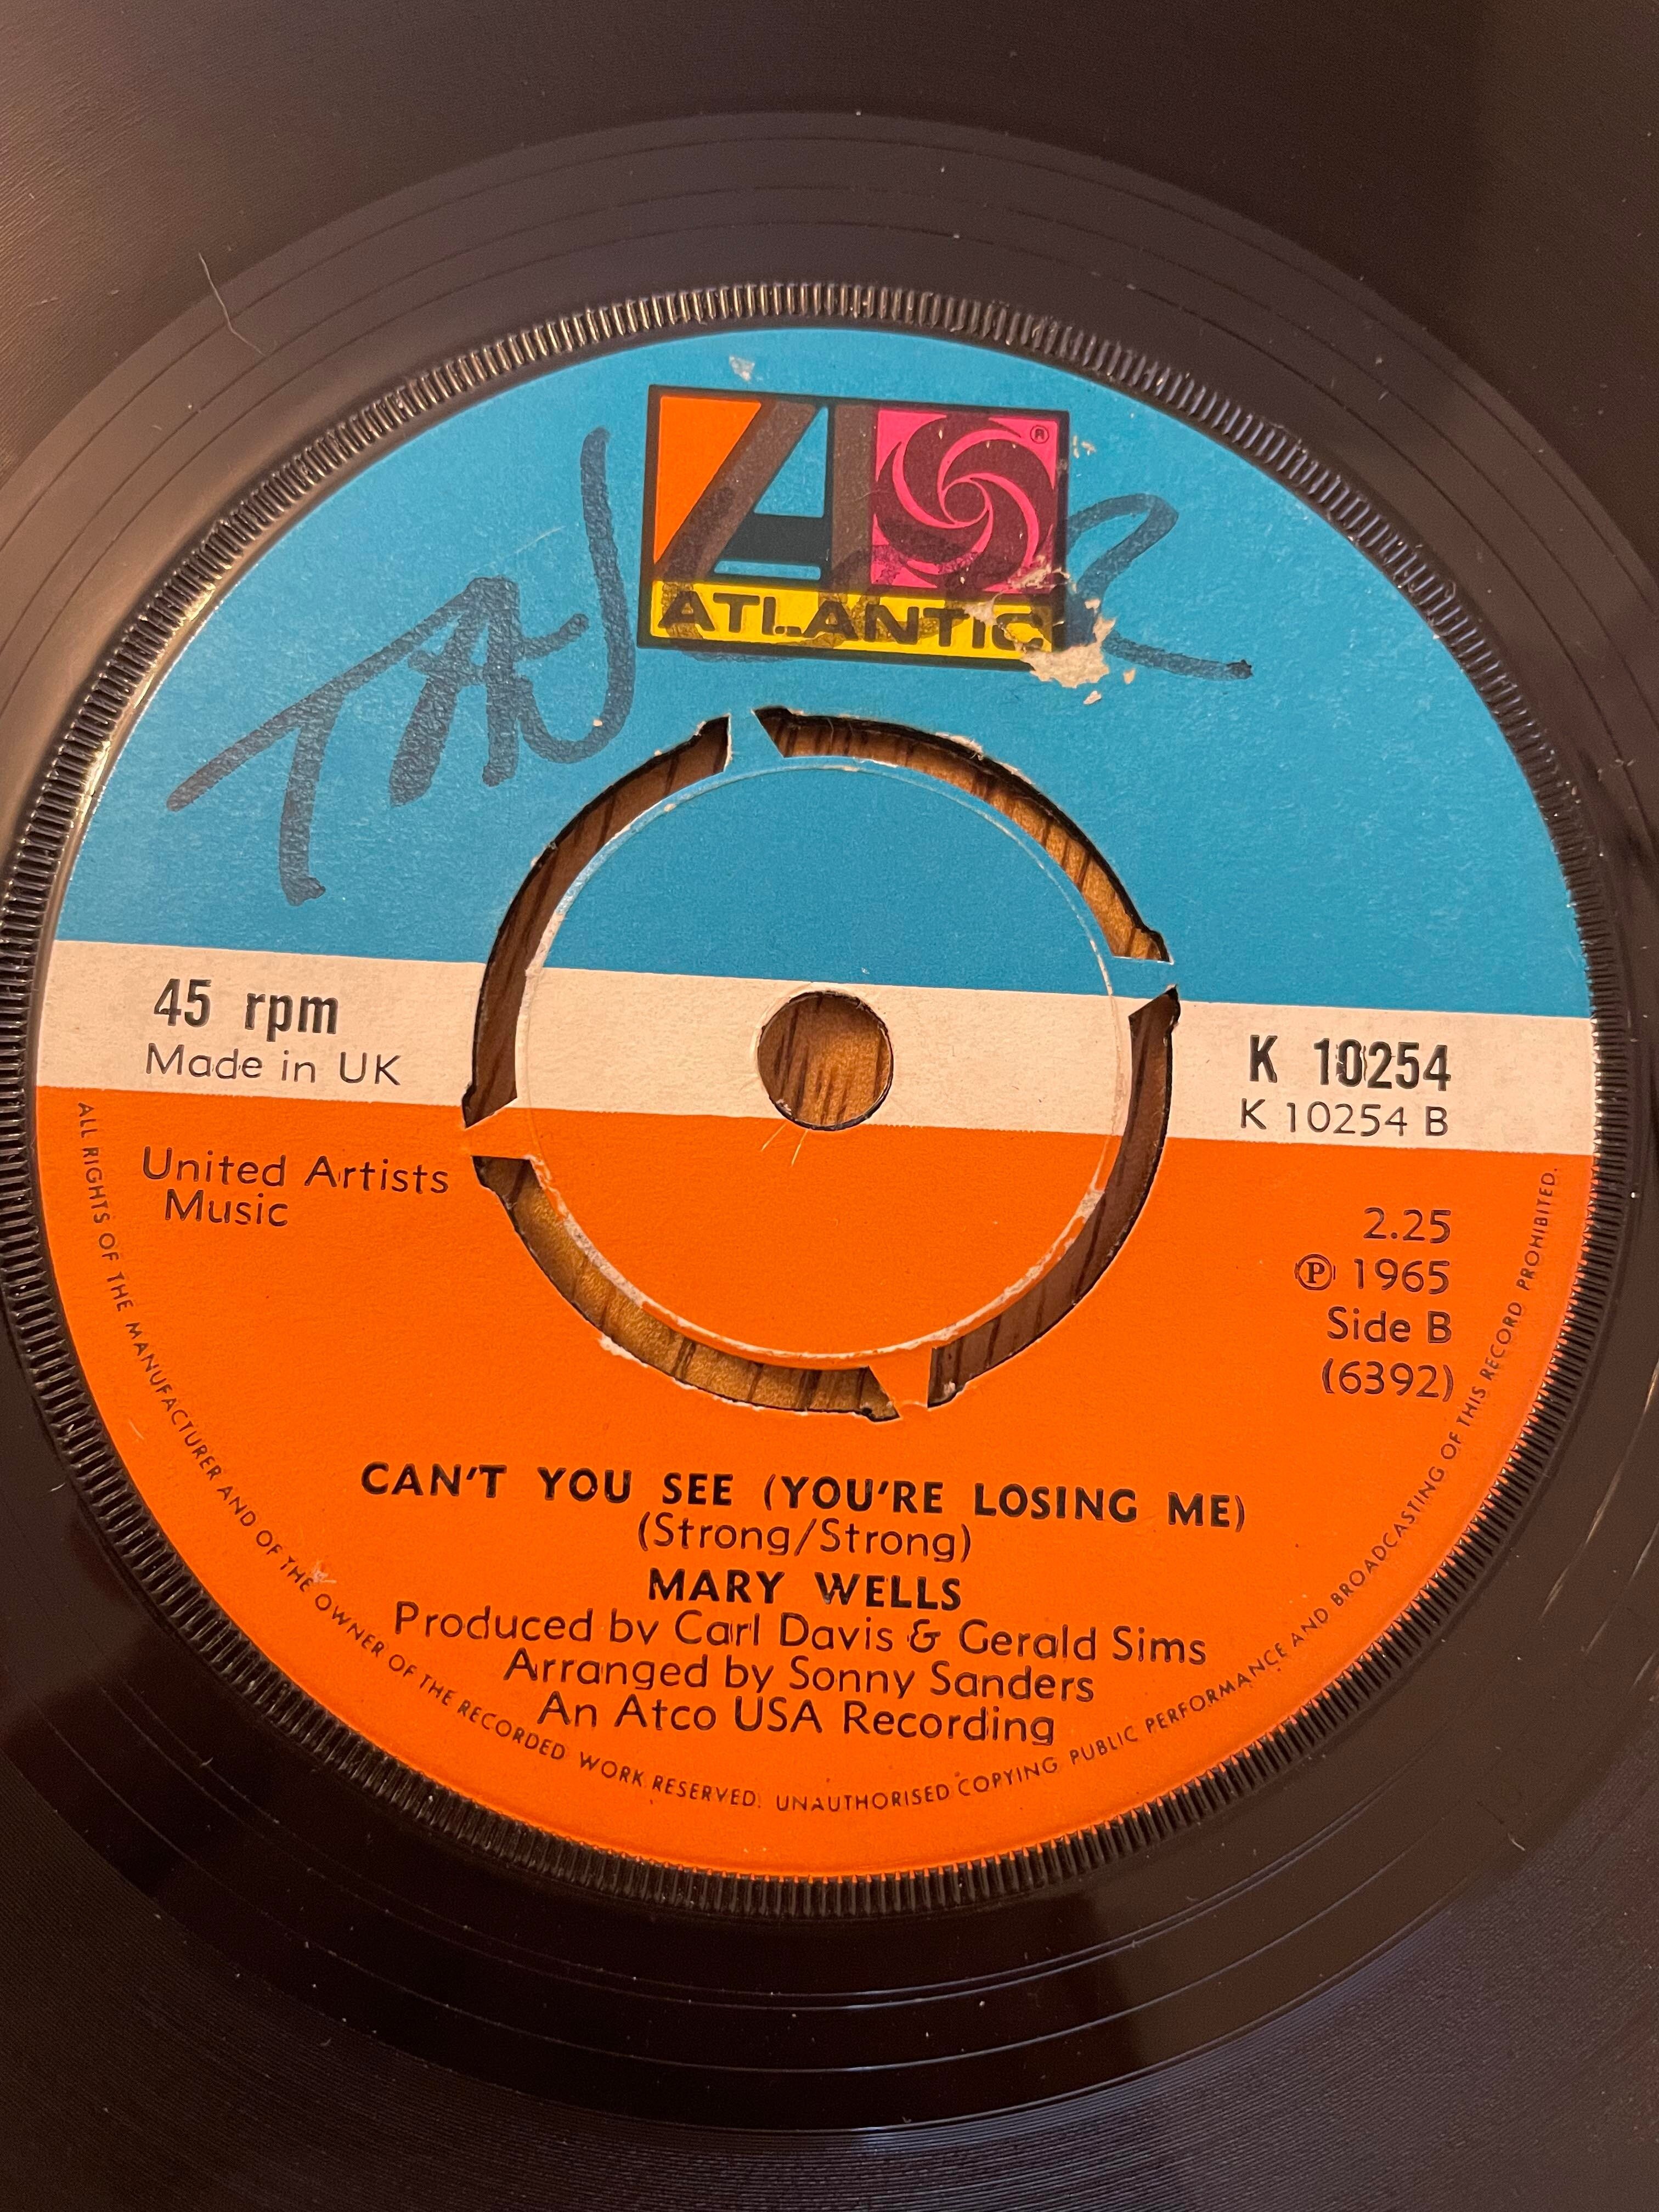 ATLANTIC
®
45 rpm
Made in UK
K 10254
K 10254 B
United Artists
Music
2.25
Ⓟ 1965
Side B
(6392)
CAN'T YOU SEE (YOU'RE LOSING ME)
(Strong/Strong)
MARY WELLS
Produced by Carl Davis & Gerald Sims
Arranged by Sonny Sanders
An Atco USA Recording
ALL RIGHTS OF THE MANUFACTURER AND OF THE OWNER OF THE RECORDED WORK RESERVED. UNAUTHORISED COPYING PUBLIC PERFORMANCE AND BROADCASTING OF THIS RECORD PROHIBITED.